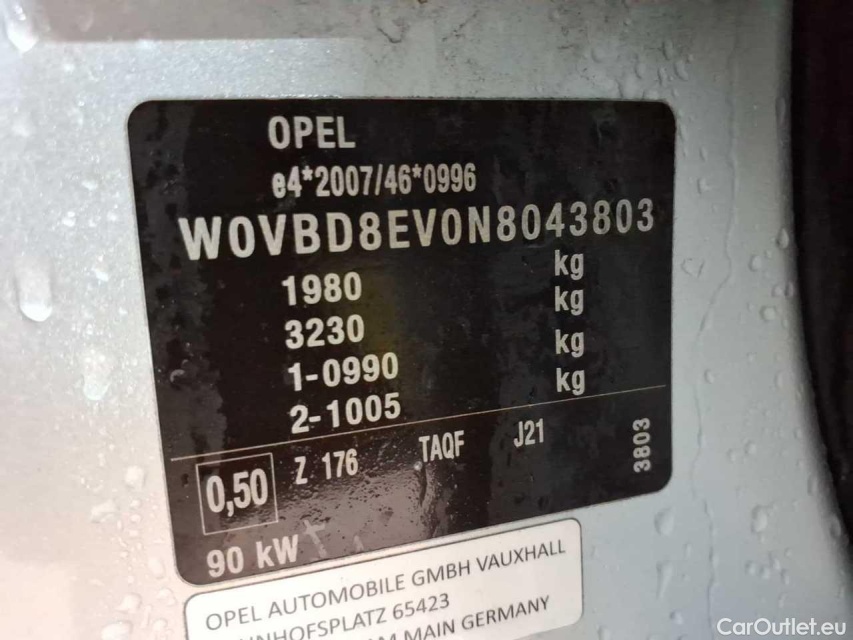 OPEL
e4*2007/46*0996
W0VBD8EV0N8043803
1980 kg
3230 kg
1-0990 kg
2-1005 kg
0,50 Z 176 TAQF J21 3803
90 kW
OPEL AUTOMOBILE GMBH VAUXHALL
65423
MAIN GERMANY
CarOutlet.eu